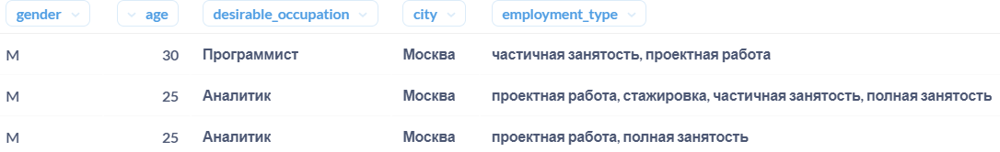 gender age desirable_occupation city employment_type
М 30 Программист Москва частичная занятость, проектная работа
М 25 Аналитик Москва проектная работа, стажировка, частичная занятость, полная занятость
М 25 Аналитик Москва проектная работа, полная занятость